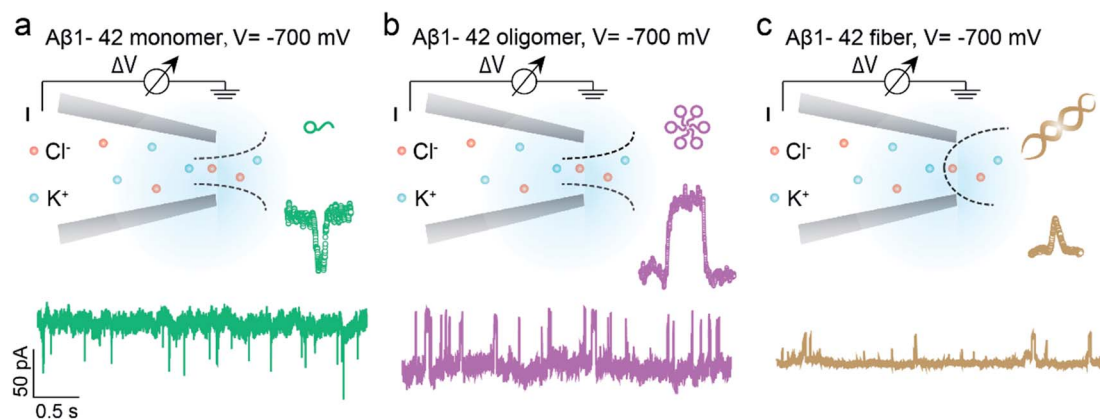 a
Aβ1- 42 monomer, V= -700 mV
ΔV
I
Cl-
K+
50 pA
0.5 s
b
Aβ1- 42 oligomer, V= -700 mV
ΔV
I
Cl-
K+
c
Aβ1- 42 fiber, V= -700 mV
ΔV
I
Cl-
K+